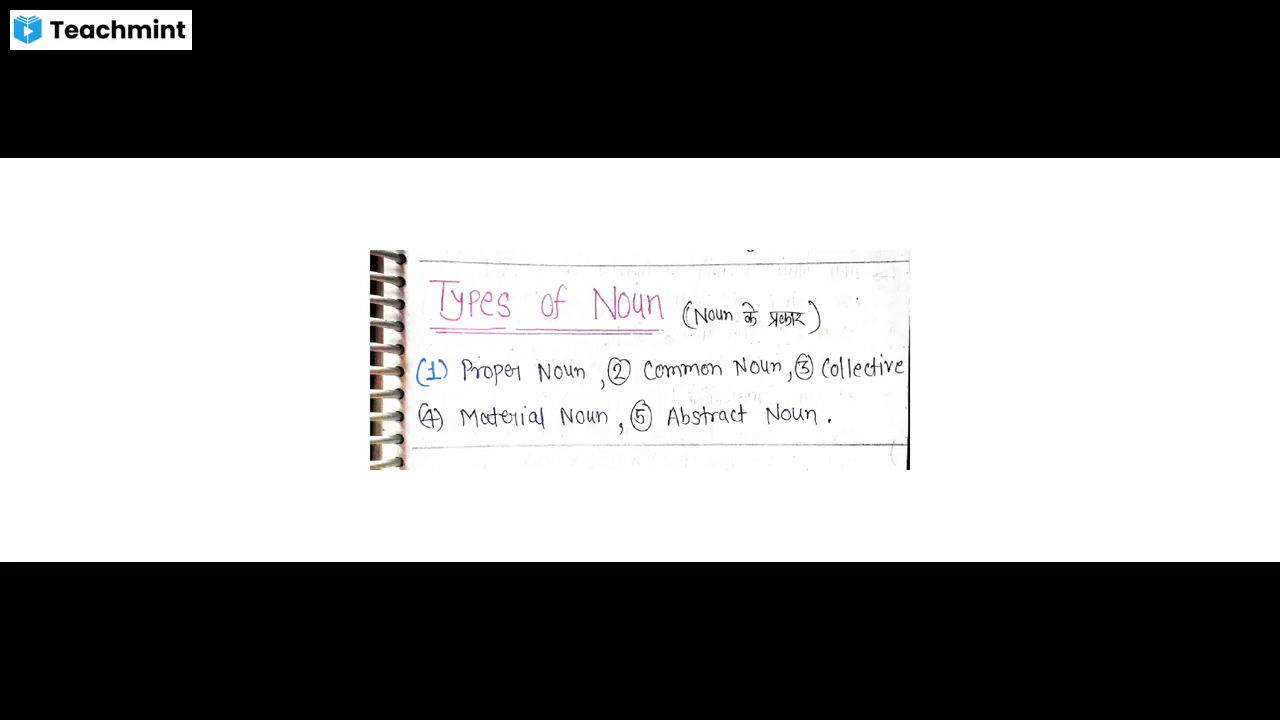 Teachmint
Types of Noun (Noun के प्रकार)
(1) Proper Noun, ② Common Noun, ③ Collective
④ Material Noun, ⑤ Abstract Noun.